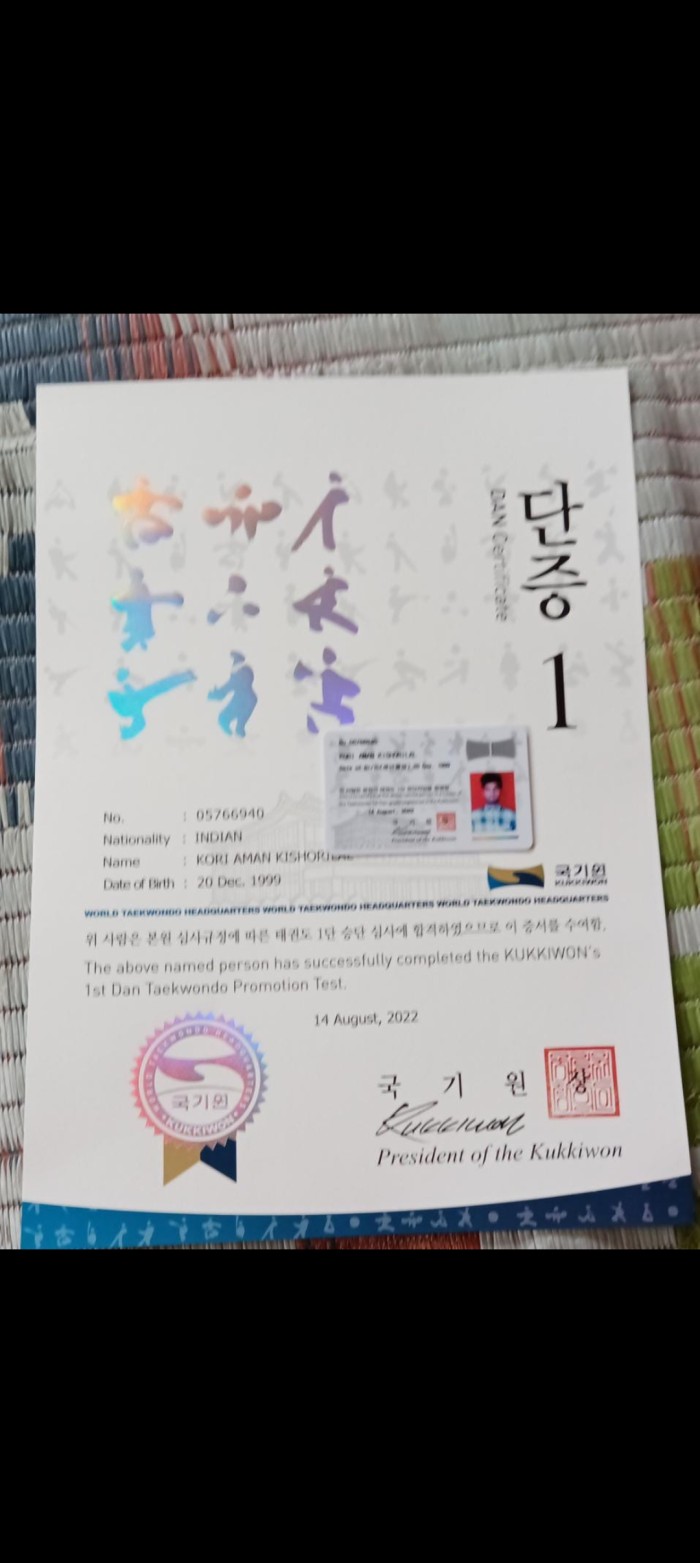 단증 1
DAN Certificate
No. : 05766940
Nationality : INDIAN
Name : KORI AMAN
Date of Birth : 20 Dec. 1999
국기원
KUKKIWON
WORLD TAEKWONDO HEADQUARTERS WORLD TAEKWONDO HEADQUARTERS WORLD TAEKWONDO HEADQUARTERS
위 사람은 본원 심사규정에 따른 태권도 1단 승단 심사에 합격하였으므로 이 증서를 수여함.
The above named person has successfully completed the KUKKIWON's
1st Dan Taekwondo Promotion Test.
14 August, 2022
WORLD TAEKWONDO HEADQUARTERS
국기원
KUKKIWON
국 기 원 장
Kukkiwon
President of the Kukkiwon